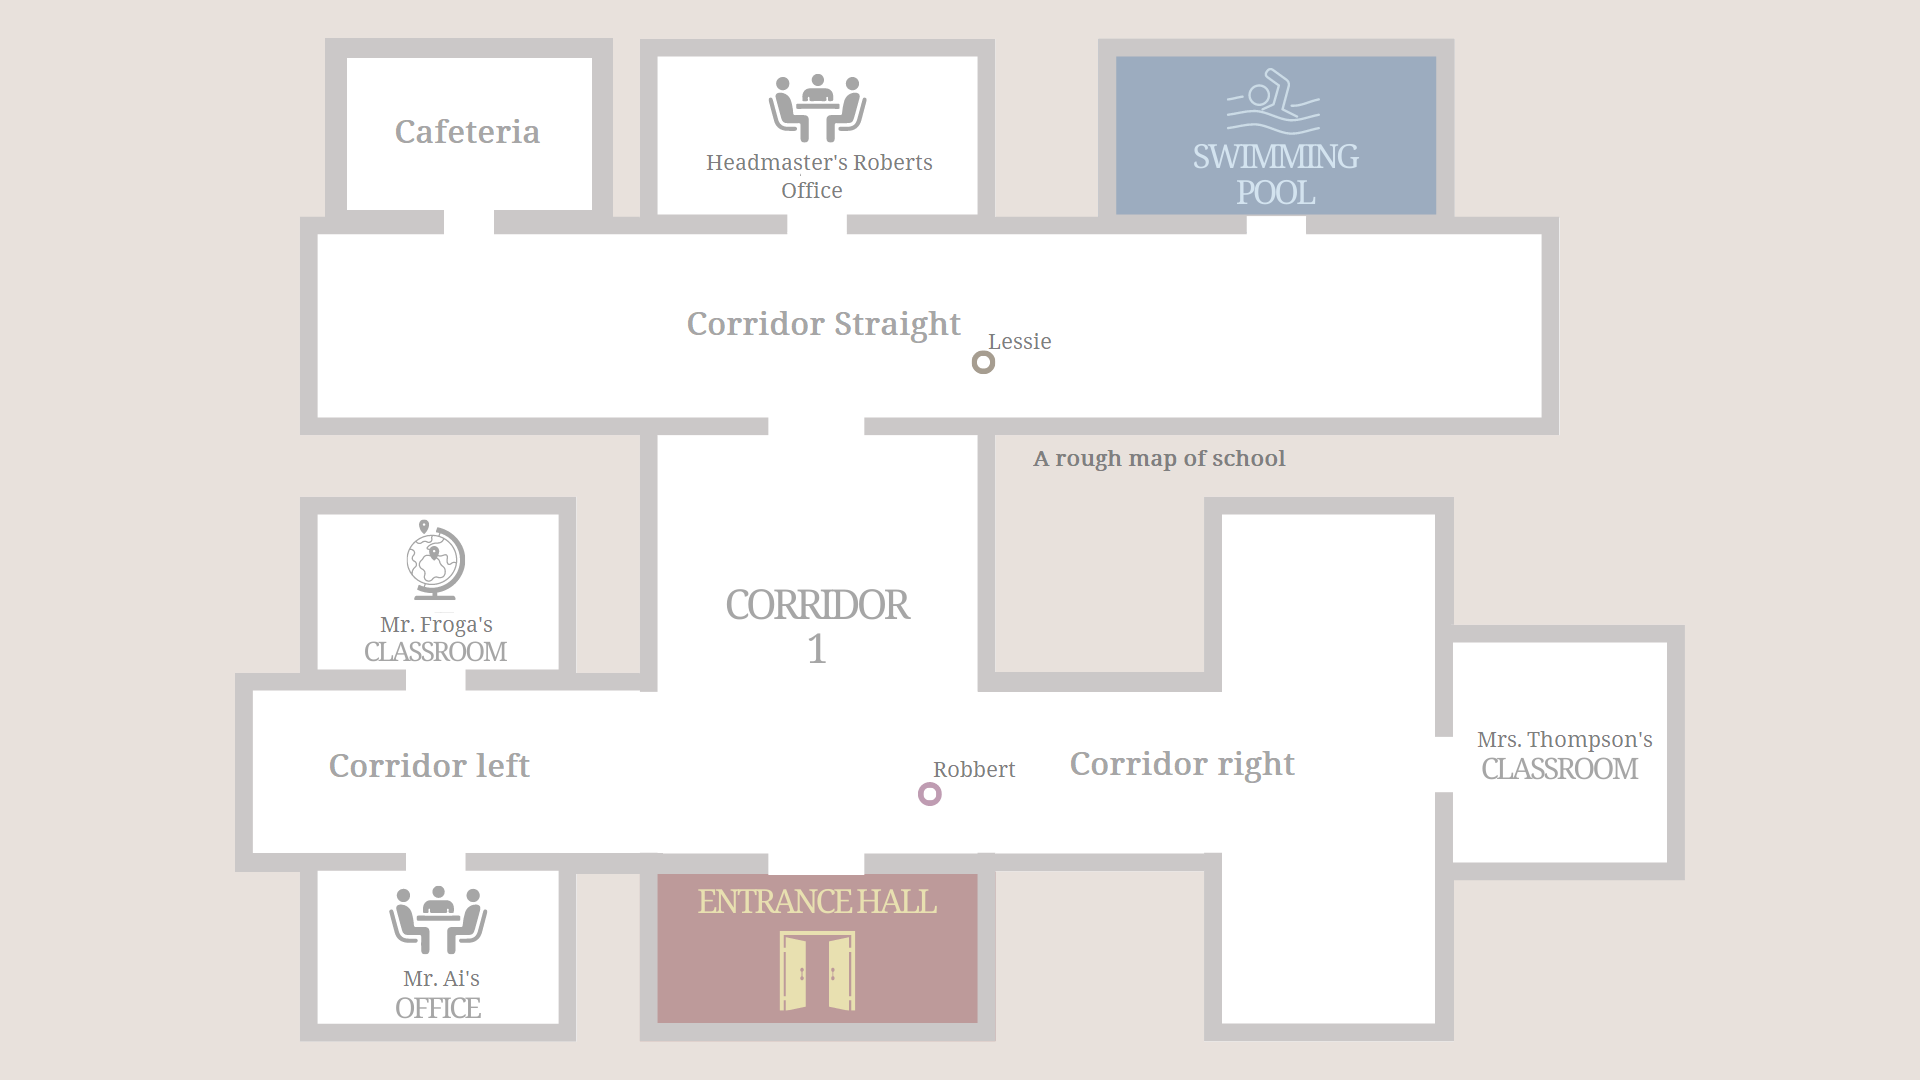 Cafeteria
Headmaster's Roberts
Office
SWIMMING
POOL
Corridor Straight
Lessie
A rough map of school
Mr. Froga's
CLASSROOM
CORRIDOR
1
Corridor left
Robbert
Corridor right
Mrs. Thompson's
CLASSROOM
ENTRANCE HALL
Mr. Ai's
OFFICE